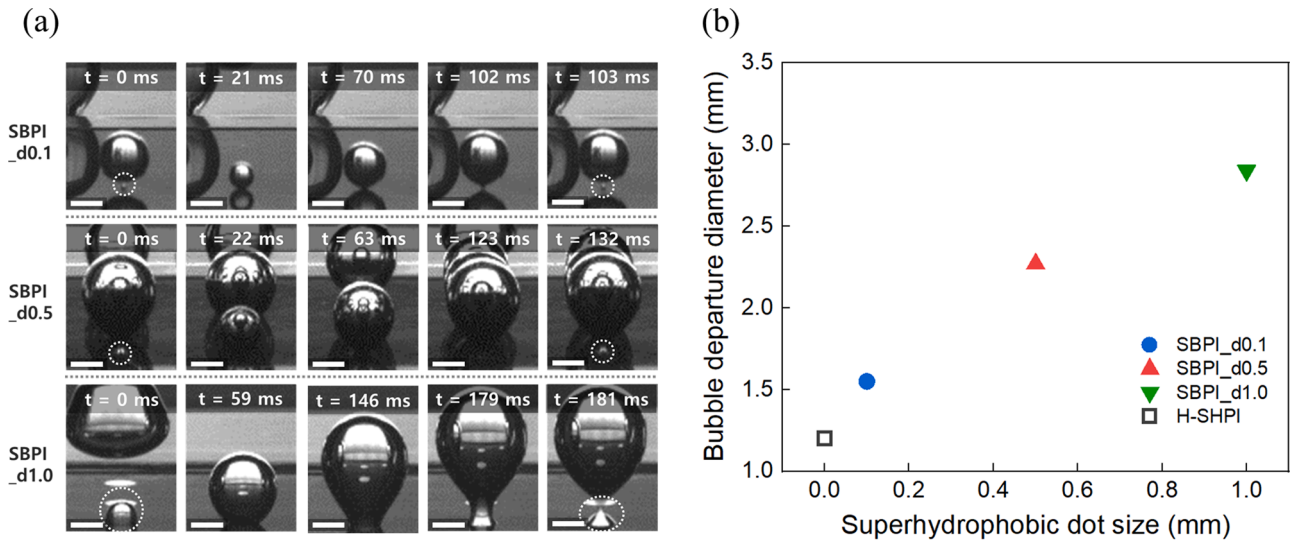 (a)
t = 0 ms t = 21 ms t = 70 ms t = 102 ms t = 103 ms
SBPI
_d0.1
t = 0 ms t = 22 ms t = 63 ms t = 123 ms t = 132 ms
SBPI
_d0.5
t = 0 ms t = 59 ms t = 146 ms t = 179 ms t = 181 ms
SBPI
_d1.0
(b)
Bubble departure diameter (mm)
3.5
3.0
2.5
2.0
1.5
1.0
SBPI_d0.1
SBPI_d0.5
SBPI_d1.0
H-SHPI
0.0 0.2 0.4 0.6 0.8 1.0
Superhydrophobic dot size (mm)